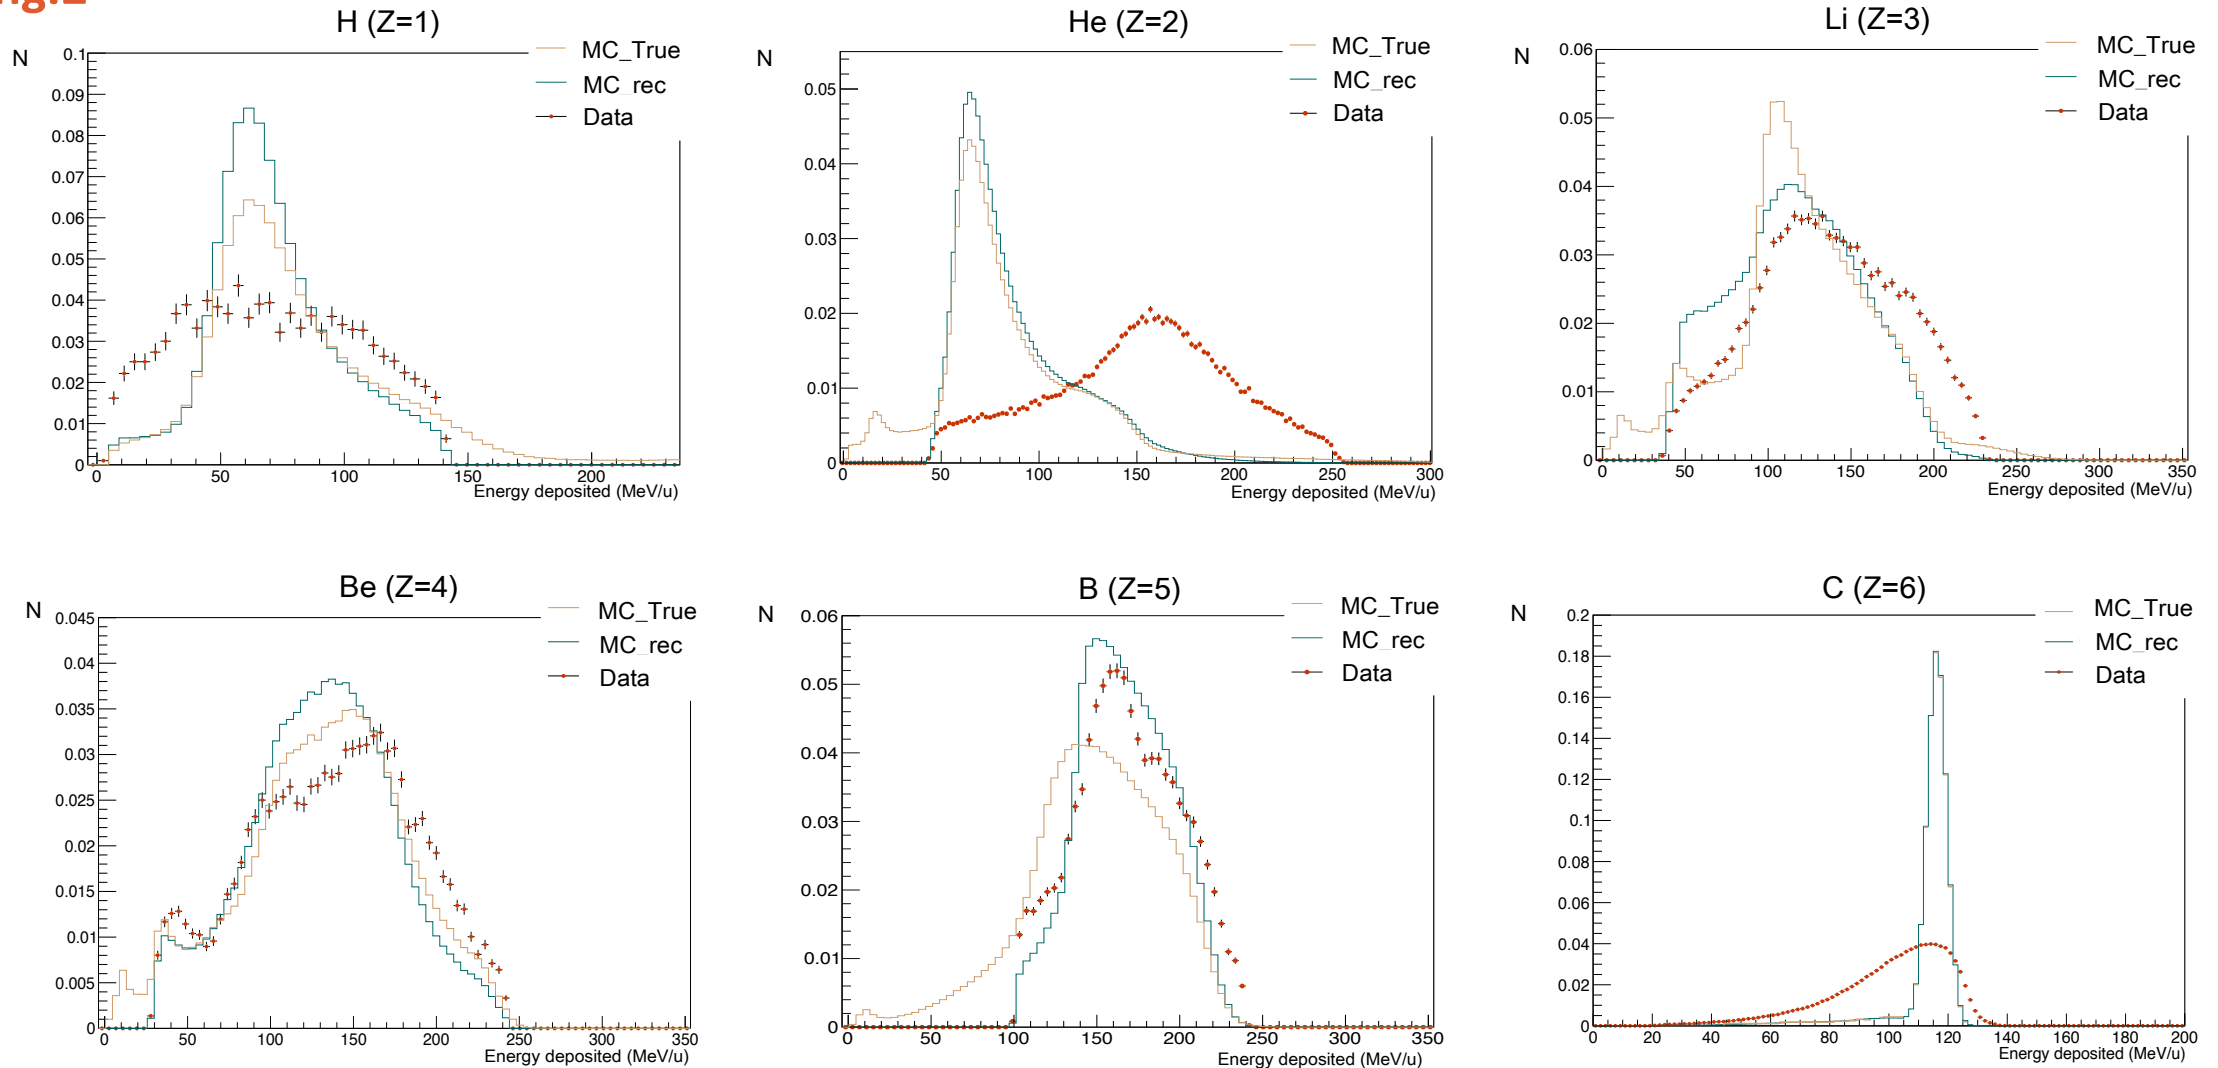 H (Z=1)
N
MC_True
MC_rec
Data
0.1
0.09
0.08
0.07
0.06
0.05
0.04
0.03
0.02
0.01
0
0 50 100 150 200
Energy deposited (MeV/u)
He (Z=2)
N
MC_True
MC_rec
Data
0.05
0.04
0.03
0.02
0.01
0
0 50 100 150 200 250 300
Energy deposited (MeV/u)
Li (Z=3)
N
MC_True
MC_rec
Data
0.06
0.05
0.04
0.03
0.02
0.01
0
0 50 100 150 200 250 300 350
Energy deposited (MeV/u)
Be (Z=4)
N
MC_True
MC_rec
Data
0.045
0.04
0.035
0.03
0.025
0.02
0.015
0.01
0.005
0
0 50 100 150 200 250 300 350
Energy deposited (MeV/u)
B (Z=5)
N
MC_True
MC_rec
Data
0.06
0.05
0.04
0.03
0.02
0.01
0
0 50 100 150 200 250 300 350
Energy deposited (MeV/u)
C (Z=6)
N
MC_True
MC_rec
Data
0.2
0.18
0.16
0.14
0.12
0.1
0.08
0.06
0.04
0.02
0
0 20 40 60 80 100 120 140 160 180 200
Energy deposited (MeV/u)